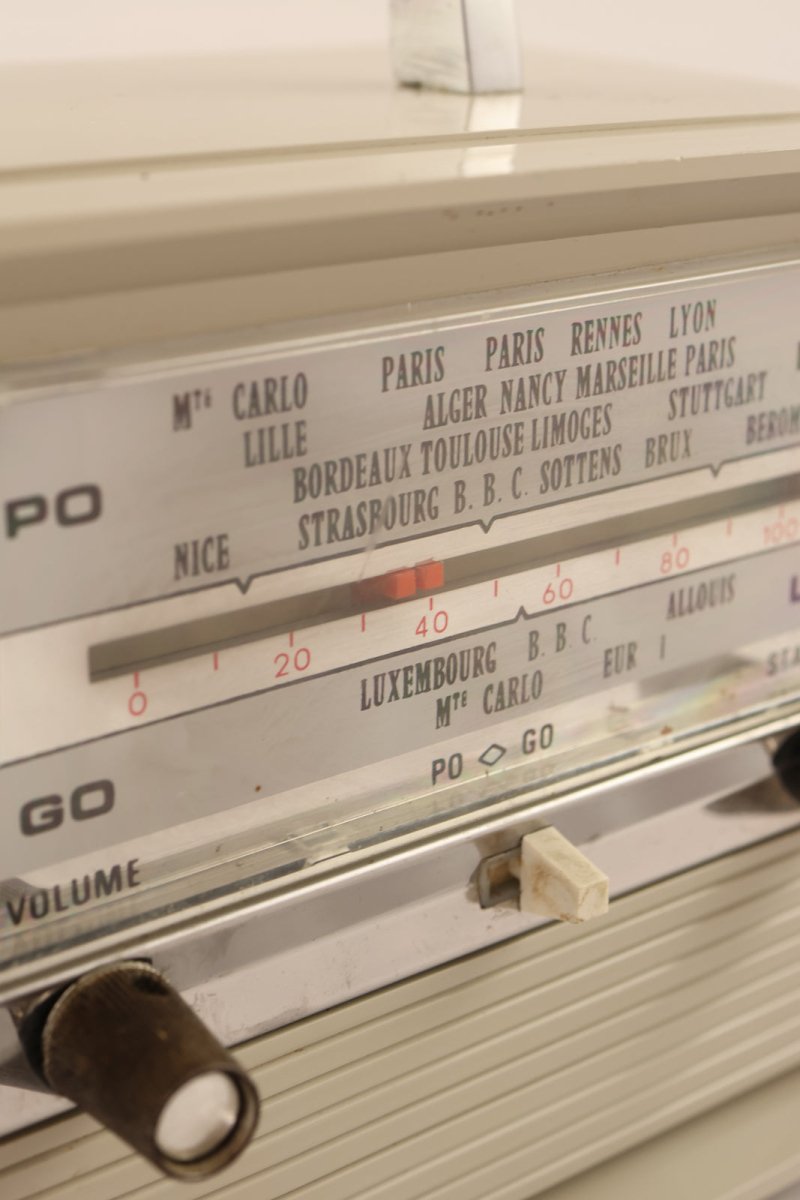 PARIS PARIS RENNES LYON
Mᵗᵉ CARLO ALGER NANCY MARSEILLE PARIS
LILLE BORDEAUX TOULOUSE LIMOGES STUTTGART
PO
NICE STRASBOURG B. B. C. SOTTENS BRUX
0 20 40 60 80 100
LUXEMBOURG B. B. C. ALLOUIS
Mᵗᵉ CARLO EUR I
GO
PO ◇ GO
VOLUME